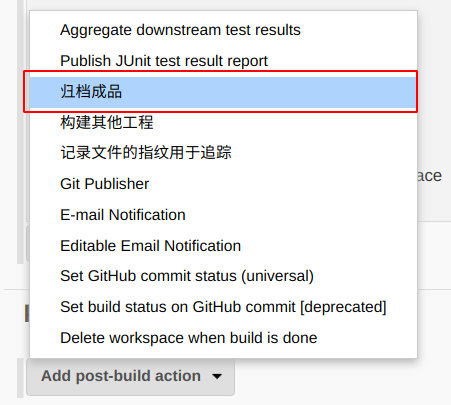 Aggregate downstream test results
Publish JUnit test result report
归档成品
构建其他工程
记录文件的指纹用于追踪
Git Publisher
E-mail Notification
Editable Email Notification
Set GitHub commit status (universal)
Set build status on GitHub commit [deprecated]
Delete workspace when build is done
Add post-build action